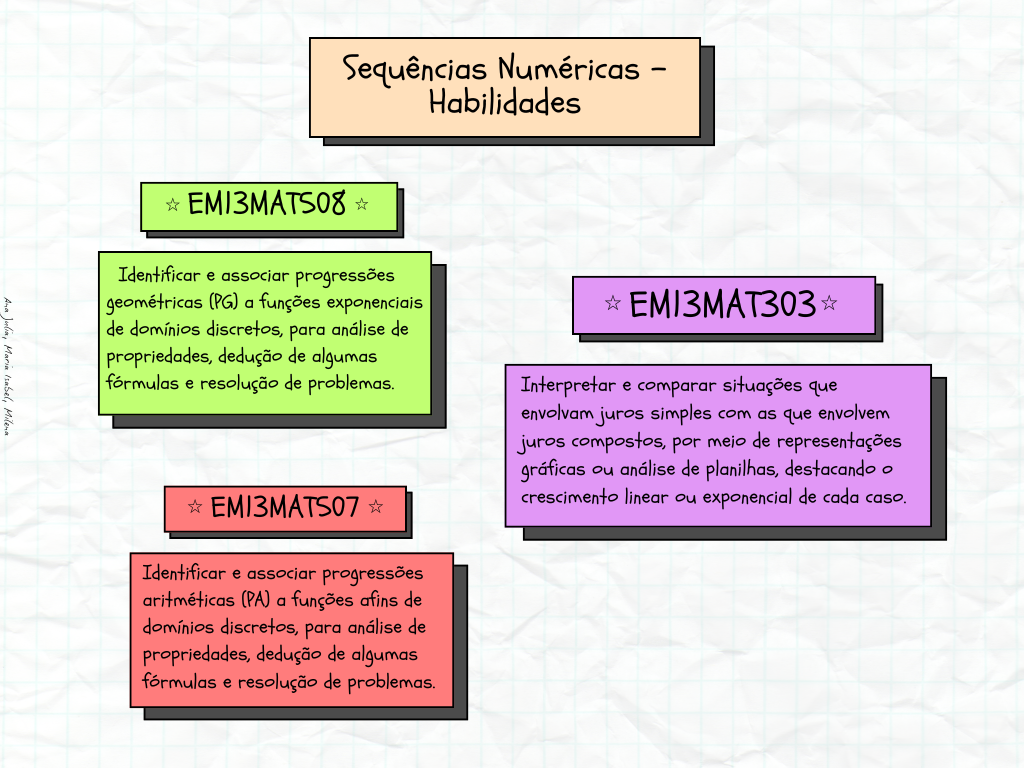 Sequências Numéricas -
Habilidades
☆ EM13MAT508 ☆
Identificar e associar progressões
geométricas (PG) a funções exponenciais
de domínios discretos, para análise de
propriedades, dedução de algumas
fórmulas e resolução de problemas.
☆ EM13MAT303 ☆
Interpretar e comparar situações que
envolvam juros simples com as que envolvem
juros compostos, por meio de representações
gráficas ou análise de planilhas, destacando o
crescimento linear ou exponencial de cada caso.
☆ EM13MAT507 ☆
Identificar e associar progressões
aritméticas (PA) a funções afins de
domínios discretos, para análise de
propriedades, dedução de algumas
fórmulas e resolução de problemas.
Ana Julia, Maria Isabel, Milena